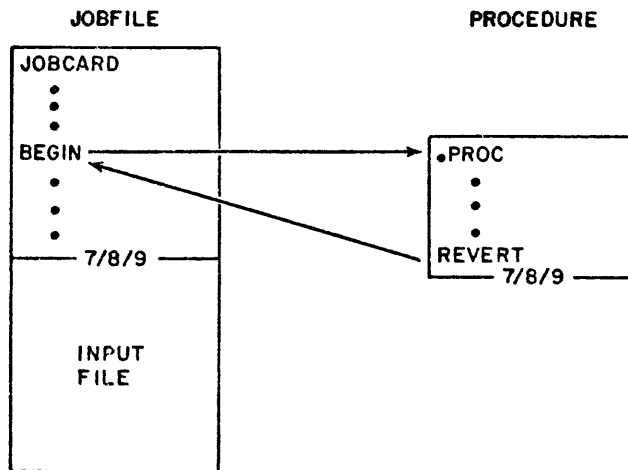 JOBFILE
PROCEDURE
JOBCARD
BEGIN
.PROC
REVERT
7/8/9
7/8/9
INPUT
FILE